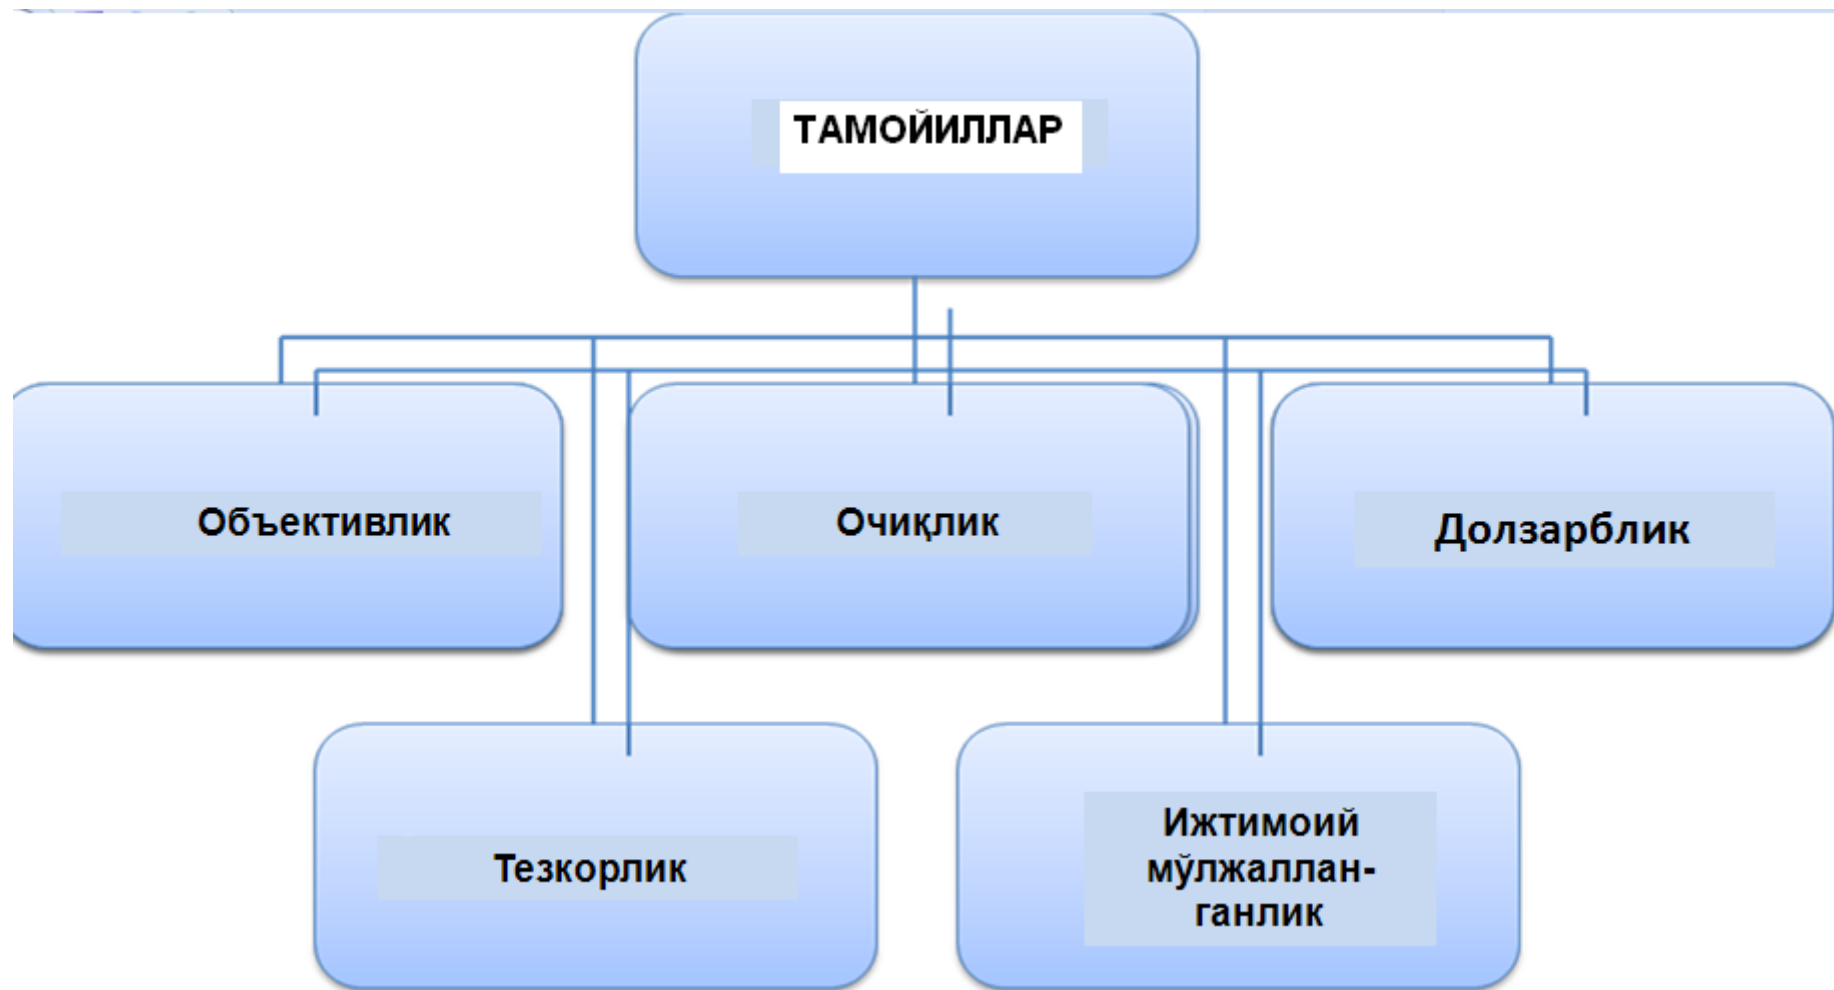 ТАМОЙИЛЛАР
Объективлик
Очиқлик
Долзарблик
Тезкорлик
Ижтимоий
мўлжаллан-
ганлик